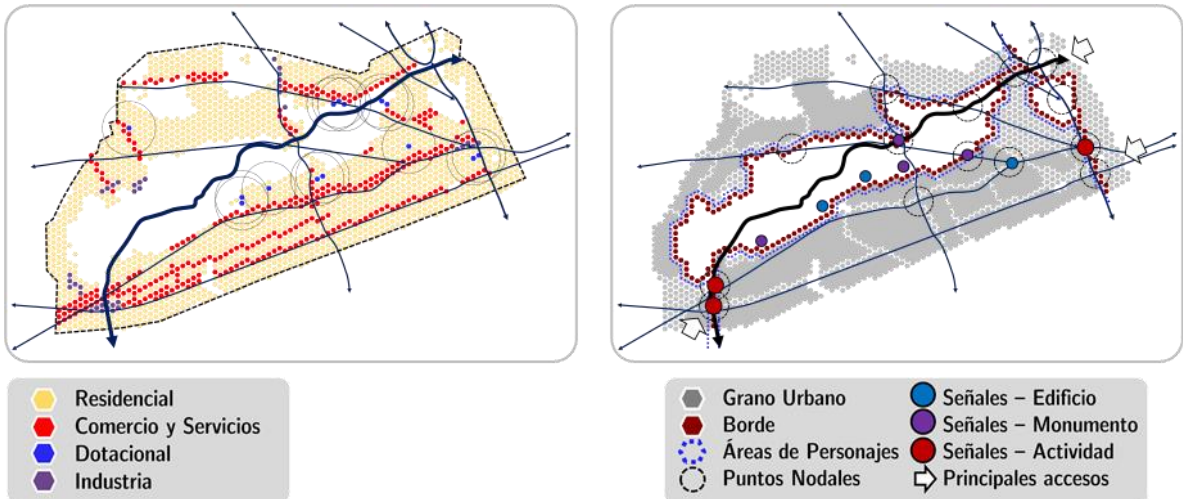 Residencial
Comercio y Servicios
Dotacional
Industria
Grano Urbano
Borde
Áreas de Personajes
Puntos Nodales
Señales – Edificio
Señales – Monumento
Señales – Actividad
Principales accesos